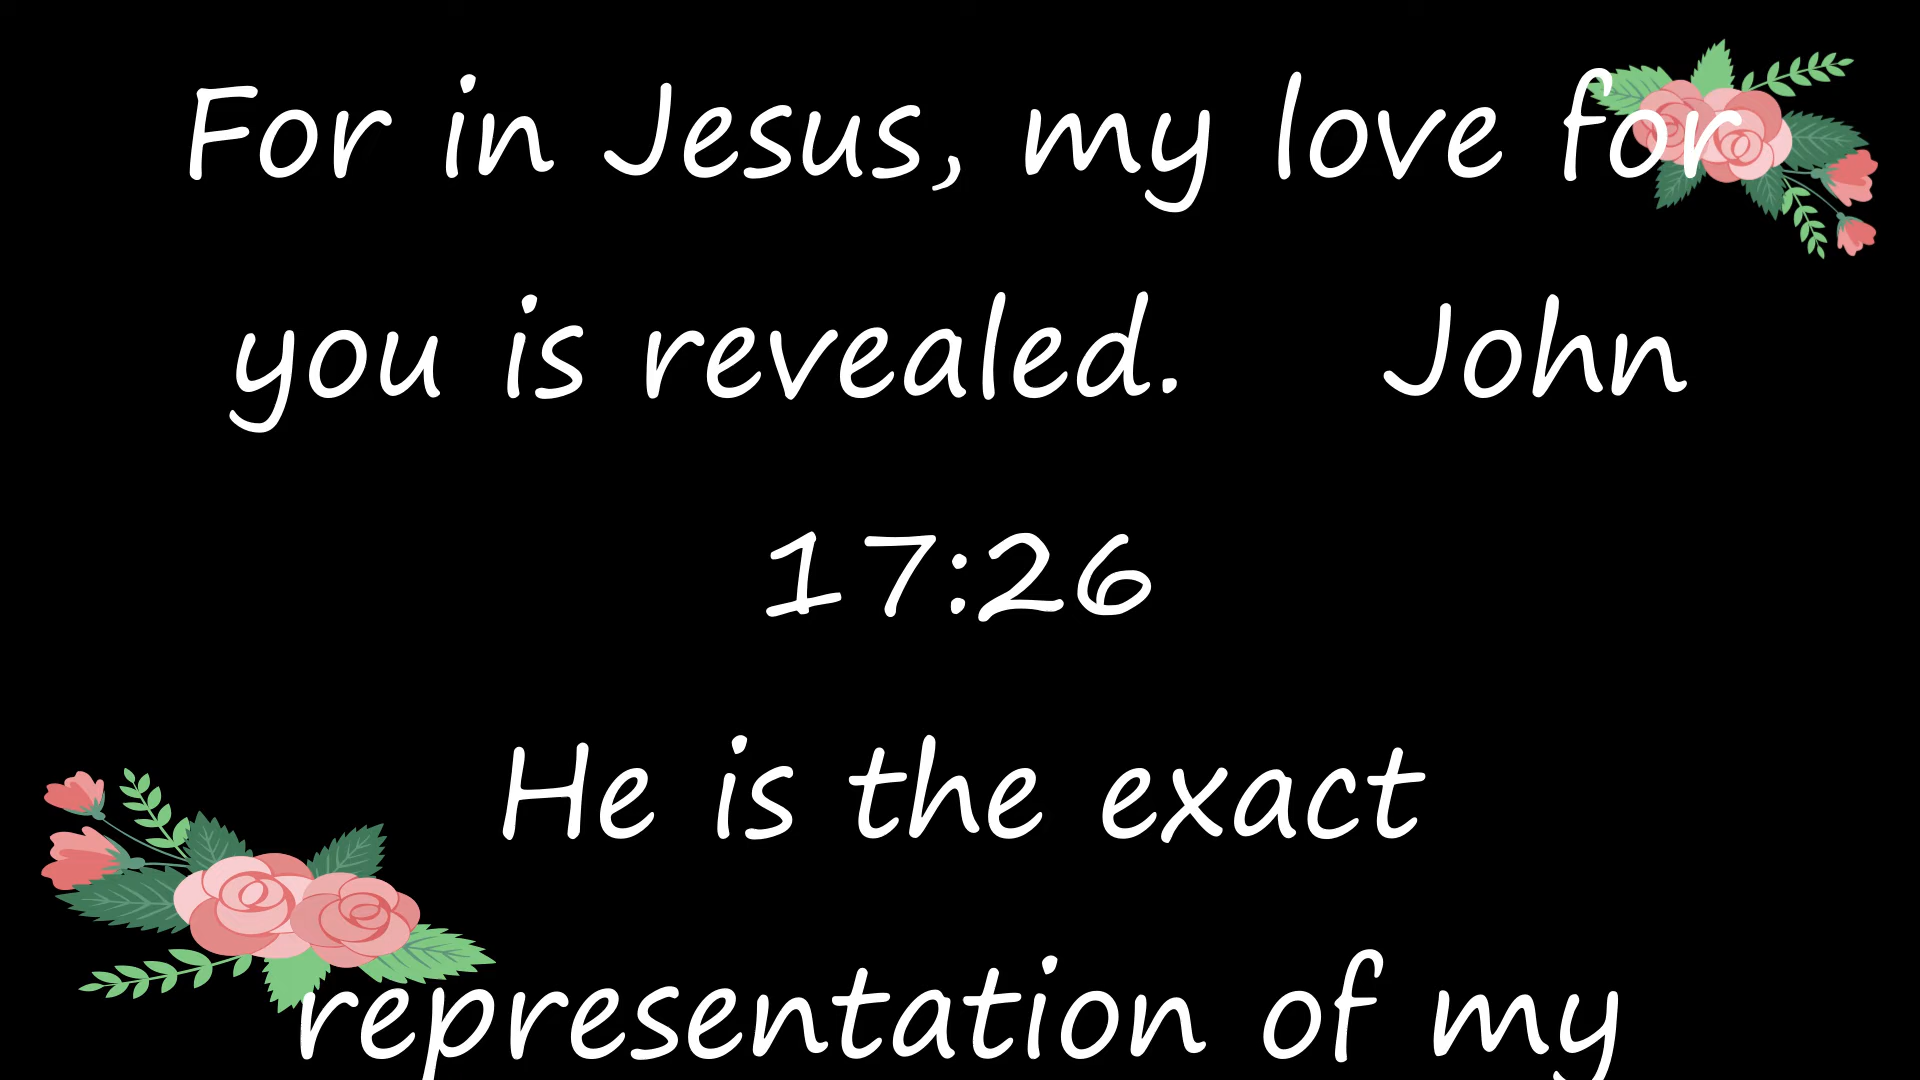 For in Jesus, my love for
you is revealed. John
17:26
He is the exact
representation of my